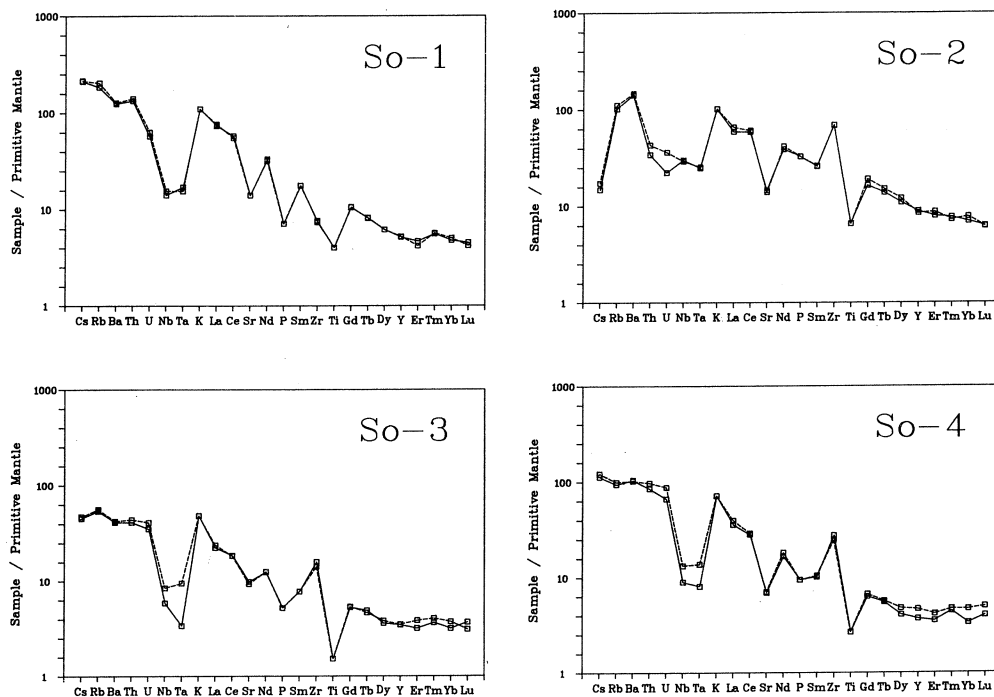 1000
100
10
1
Sample / Primitive Mantle
So-1
Cs Rb Ba Th U Nb Ta K La Ce Sr Nd P Sm Zr Ti Gd Tb Dy Y Er Tm Yb Lu
1000
100
10
1
Sample / Primitive Mantle
So-2
Cs Rb Ba Th U Nb Ta K La Ce Sr Nd P Sm Zr Ti Gd Tb Dy Y Er Tm Yb Lu
1000
100
10
1
Sample / Primitive Mantle
So-3
Cs Rb Ba Th U Nb Ta K La Ce Sr Nd P Sm Zr Ti Gd Tb Dy Y Er Tm Yb Lu
1000
100
10
1
Sample / Primitive Mantle
So-4
Cs Rb Ba Th U Nb Ta K La Ce Sr Nd P Sm Zr Ti Gd Tb Dy Y Er Tm Yb Lu